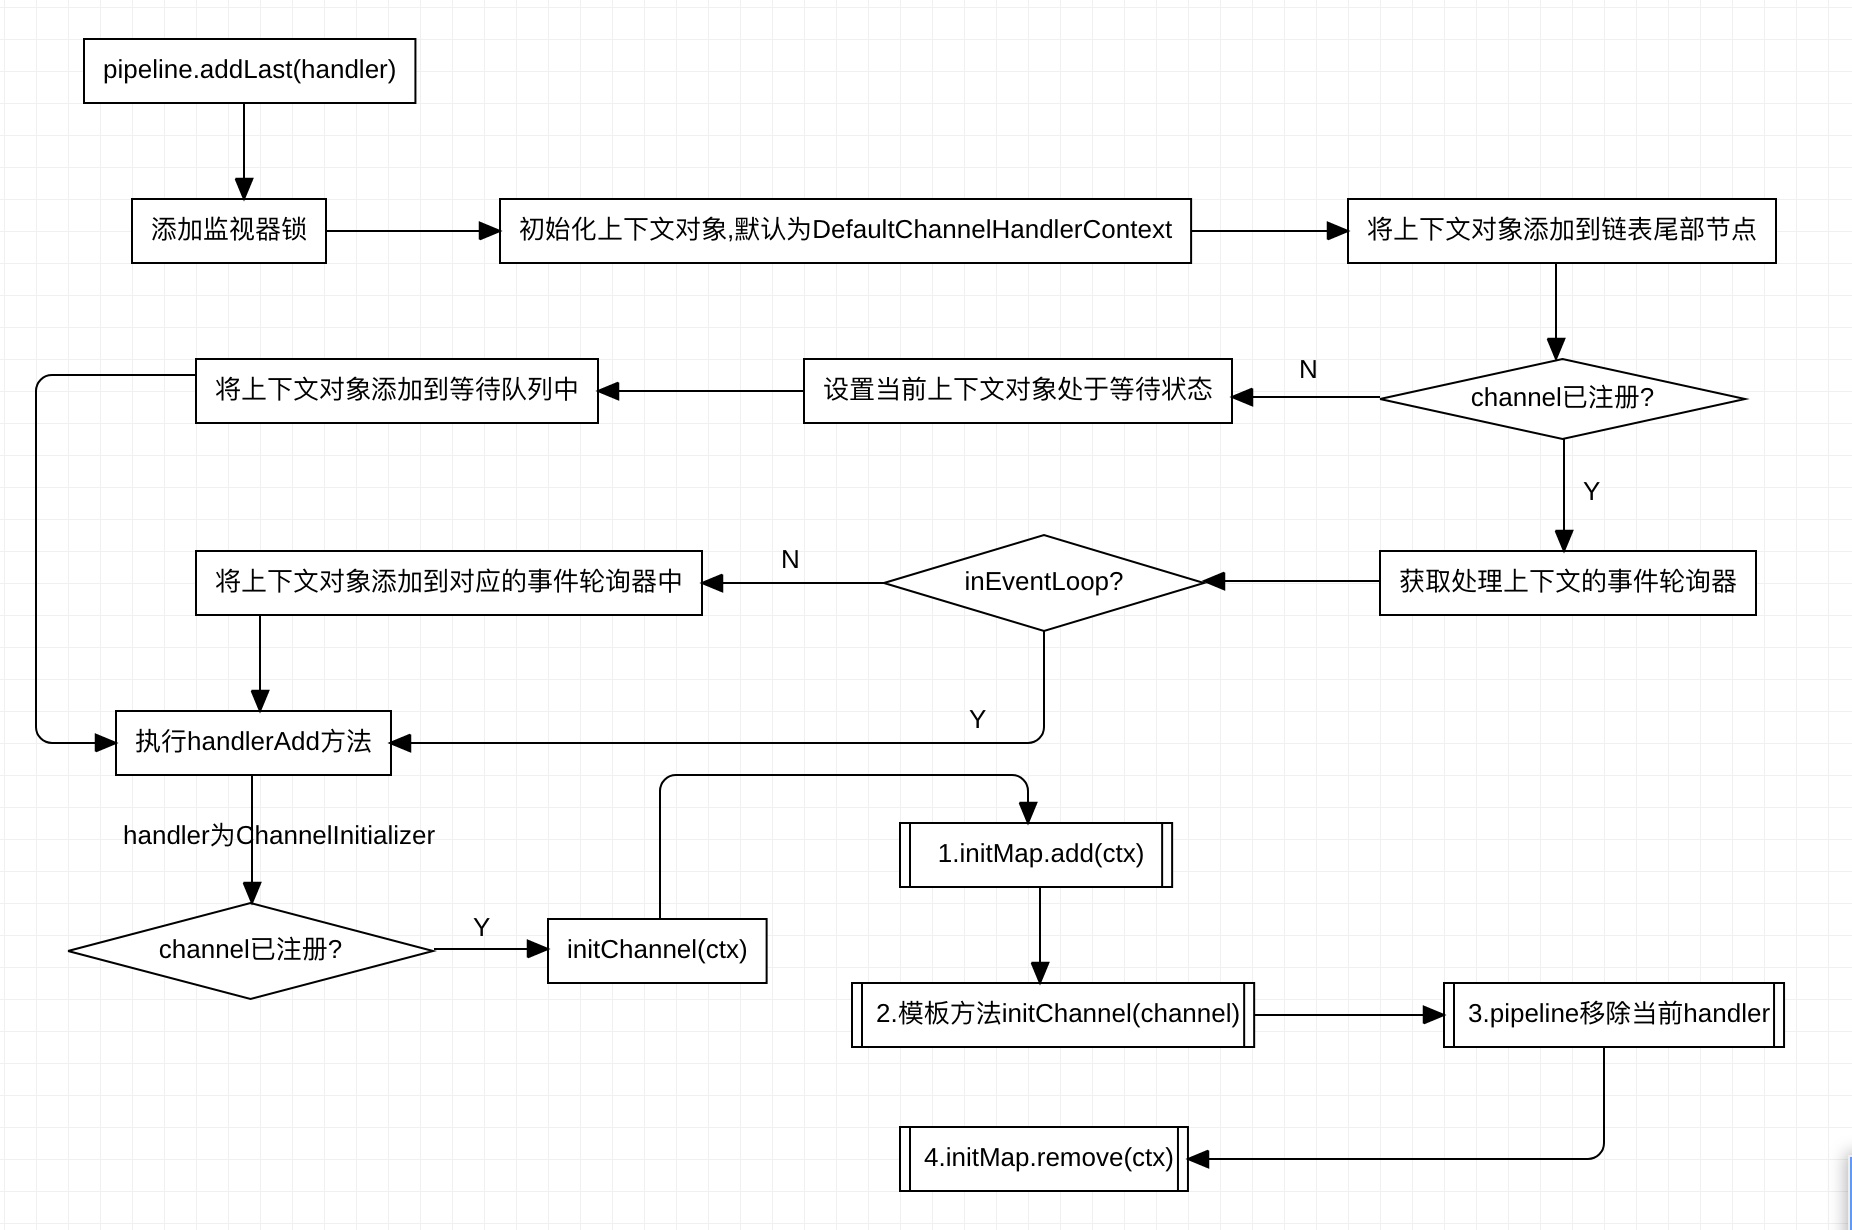 pipeline.addLast(handler)
添加监视器锁
初始化上下文对象,默认为DefaultChannelHandlerContext
将上下文对象添加到链表尾部节点
将上下文对象添加到等待队列中
设置当前上下文对象处于等待状态
N
channel已注册?
Y
将上下文对象添加到对应的事件轮询器中
N
inEventLoop?
获取处理上下文的事件轮询器
Y
执行handlerAdd方法
handler为ChannelInitializer
1.initMap.add(ctx)
channel已注册?
Y
initChannel(ctx)
2.模板方法initChannel(channel)
3.pipeline移除当前handler
4.initMap.remove(ctx)